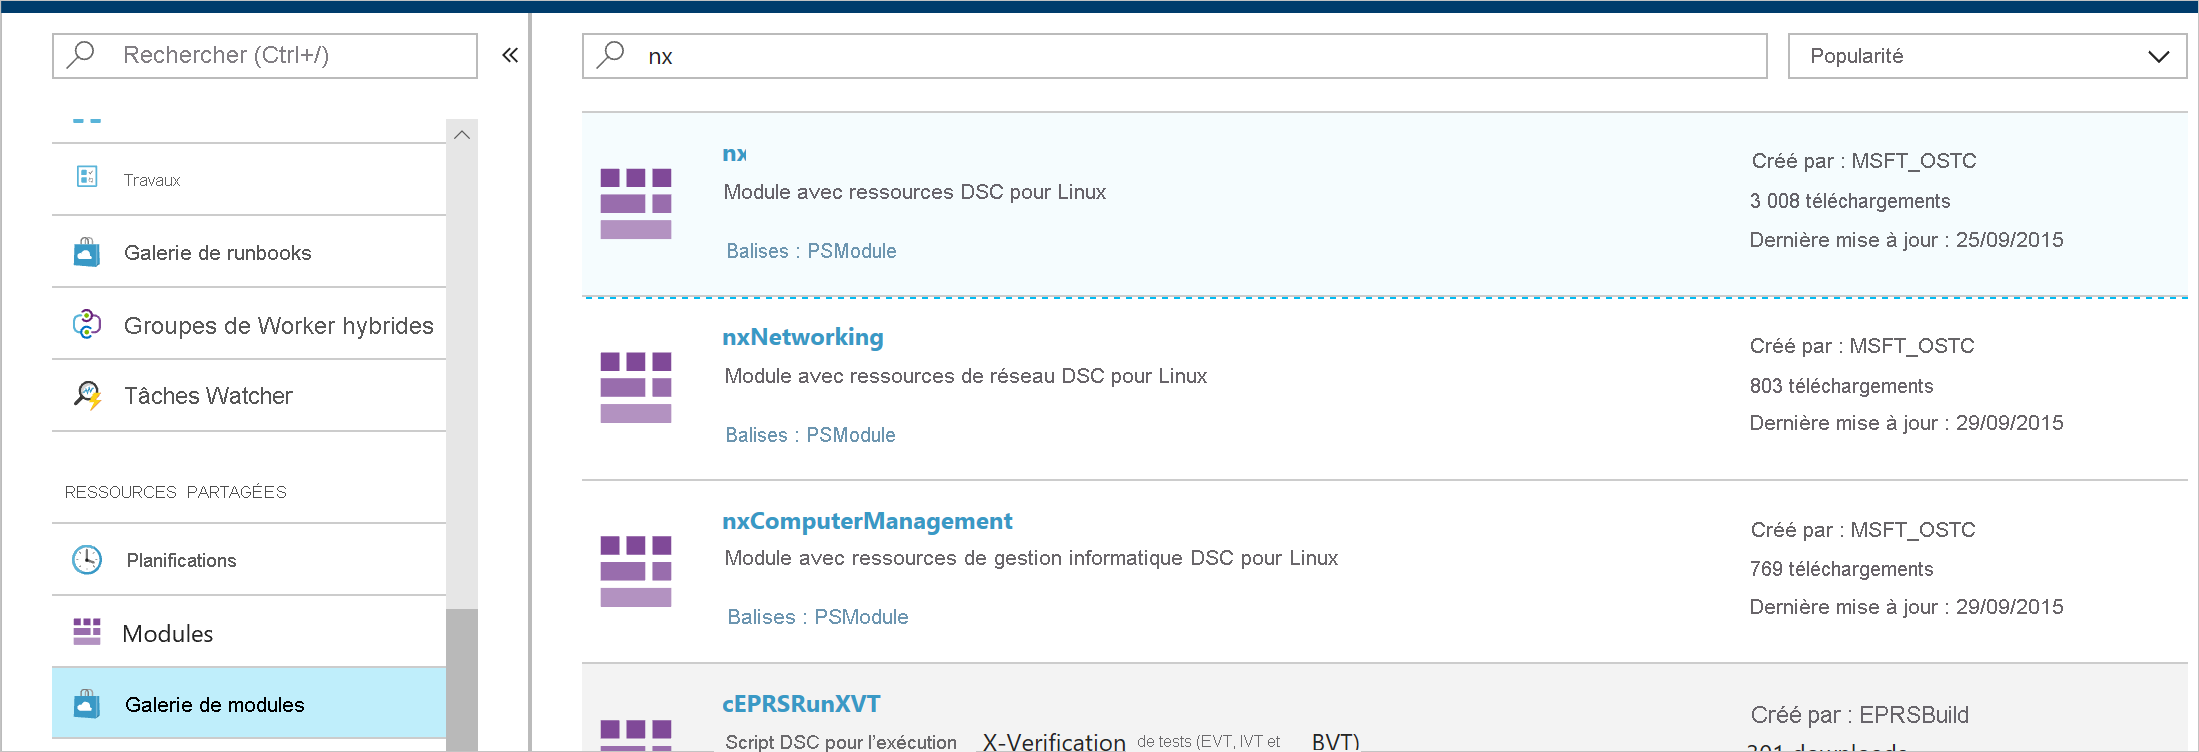 Rechercher (Ctrl+/)
«
Travaux
Galerie de runbooks
Groupes de Worker hybrides
Tâches Watcher
RESSOURCES PARTAGÉES
Planifications
Modules
Galerie de modules
nx
Popularité
nx
Module avec ressources DSC pour Linux
Balises : PSModule
Créé par : MSFT_OSTC
3 008 téléchargements
Dernière mise à jour : 25/09/2015
nxNetworking
Module avec ressources de réseau DSC pour Linux
Balises : PSModule
Créé par : MSFT_OSTC
803 téléchargements
Dernière mise à jour : 29/09/2015
nxComputerManagement
Module avec ressources de gestion informatique DSC pour Linux
Balises : PSModule
Créé par : MSFT_OSTC
769 téléchargements
Dernière mise à jour : 29/09/2015
cEPRSRunXVT
Script DSC pour l’exécution X-Verification de tests (EVT, IVT et BVT)
Créé par : EPRSBuild
301 downloads